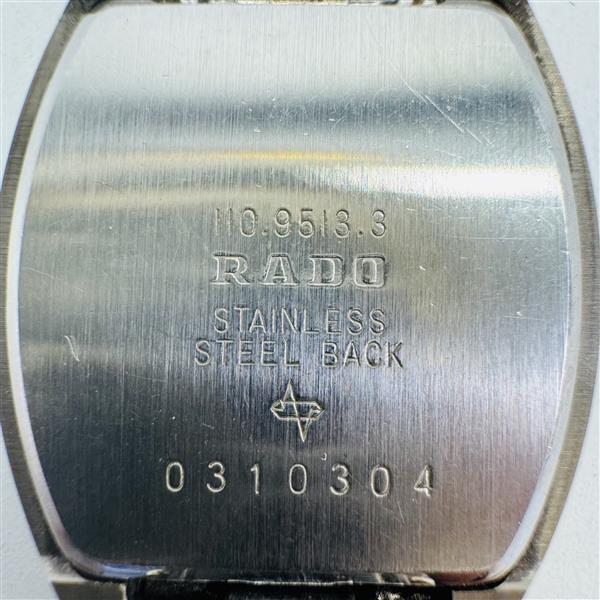 110.9513.3
RADO
STAINLESS
STEEL BACK
0310304